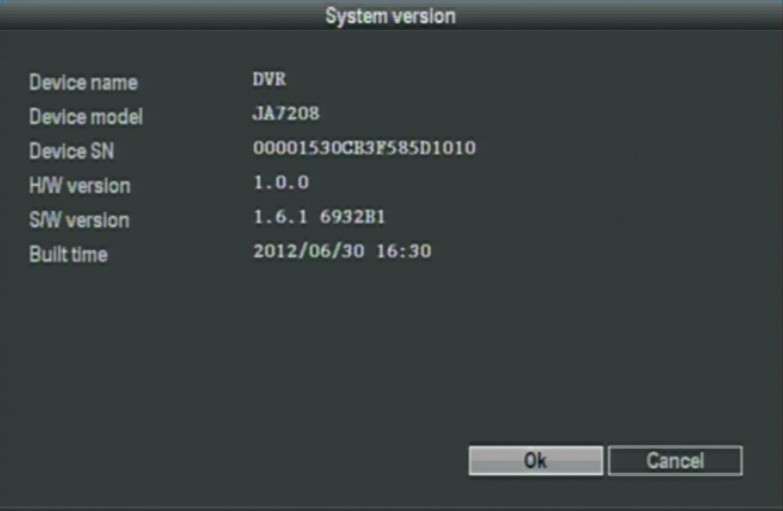 System version
Device name DVR
Device model JA7208
Device SN 00001530CB3F585D1010
H/W version 1.0.0
S/W version 1.6.1 6932B1
Built time 2012/06/30 16:30
Ok Cancel